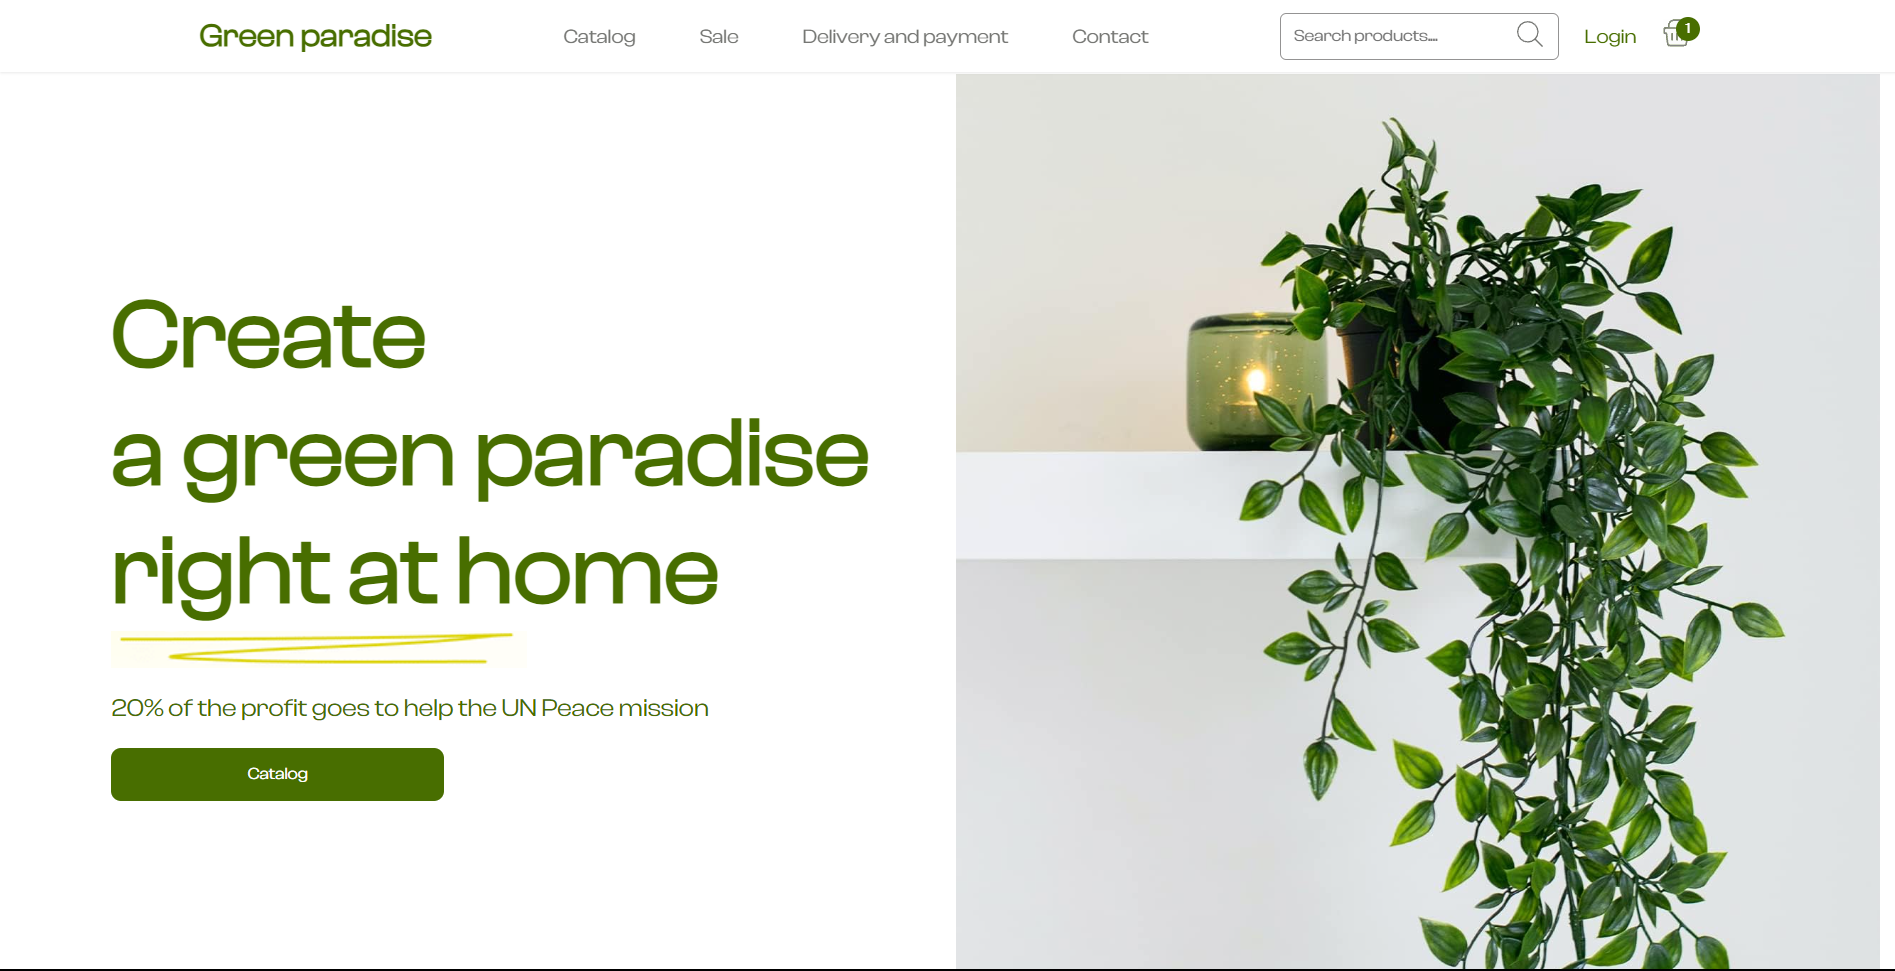 Green paradise
Catalog
Sale
Delivery and payment
Contact
Search products....
Login
1
Create
a green paradise
right at home
20% of the profit goes to help the UN Peace mission
Catalog